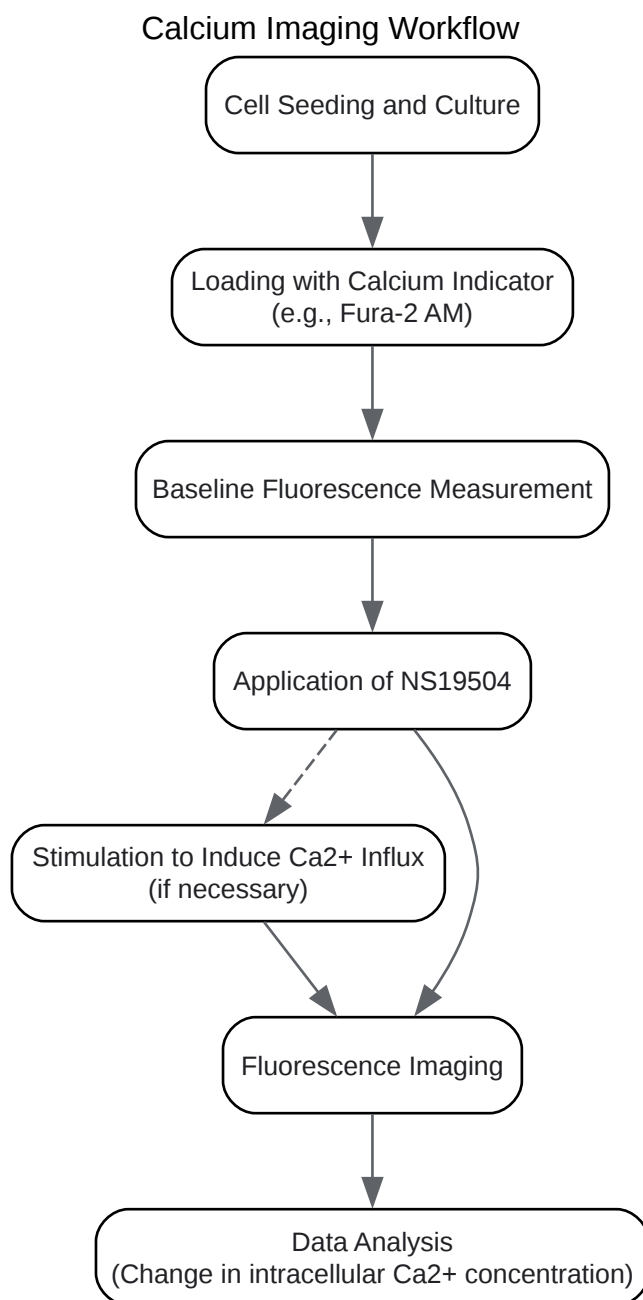 Calcium Imaging Workflow
Cell Seeding and Culture
Loading with Calcium Indicator
(e.g., Fura-2 AM)
Baseline Fluorescence Measurement
Application of NS19504
Stimulation to Induce Ca2+ Influx
(if necessary)
Fluorescence Imaging
Data Analysis
(Change in intracellular Ca2+ concentration)